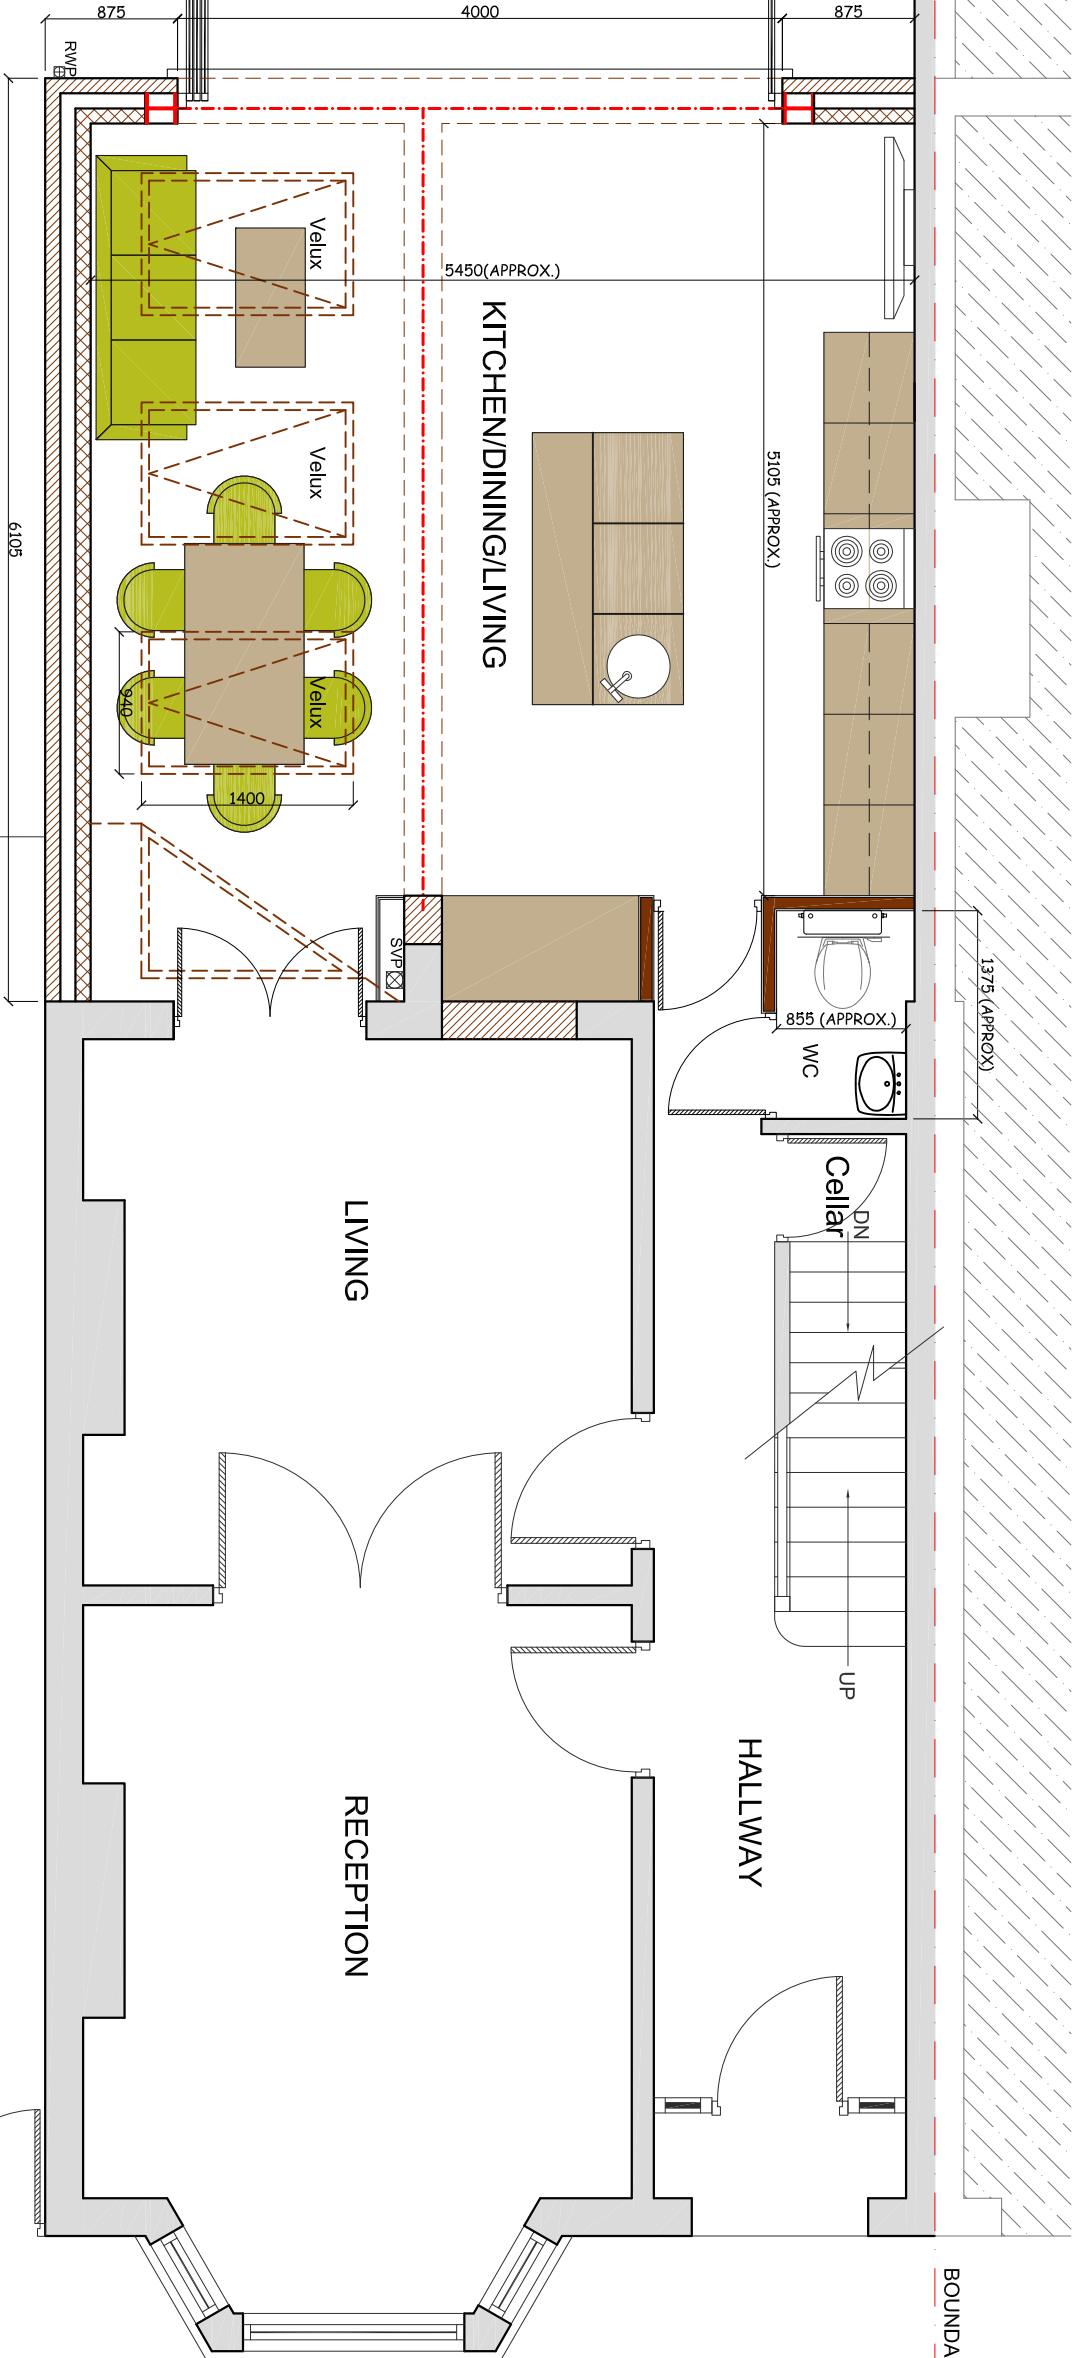 875
4000
875
RWP
Velux
5450(APPROX.)
KITCHEN/DINING/LIVING
Velux
5105 (APPROX.)
6105
Velux
940
1400
SVP
1375 (APPROX)
855 (APPROX.)
WC
Cellar
DN
LIVING
UP
HALLWAY
RECEPTION
BOUNDA